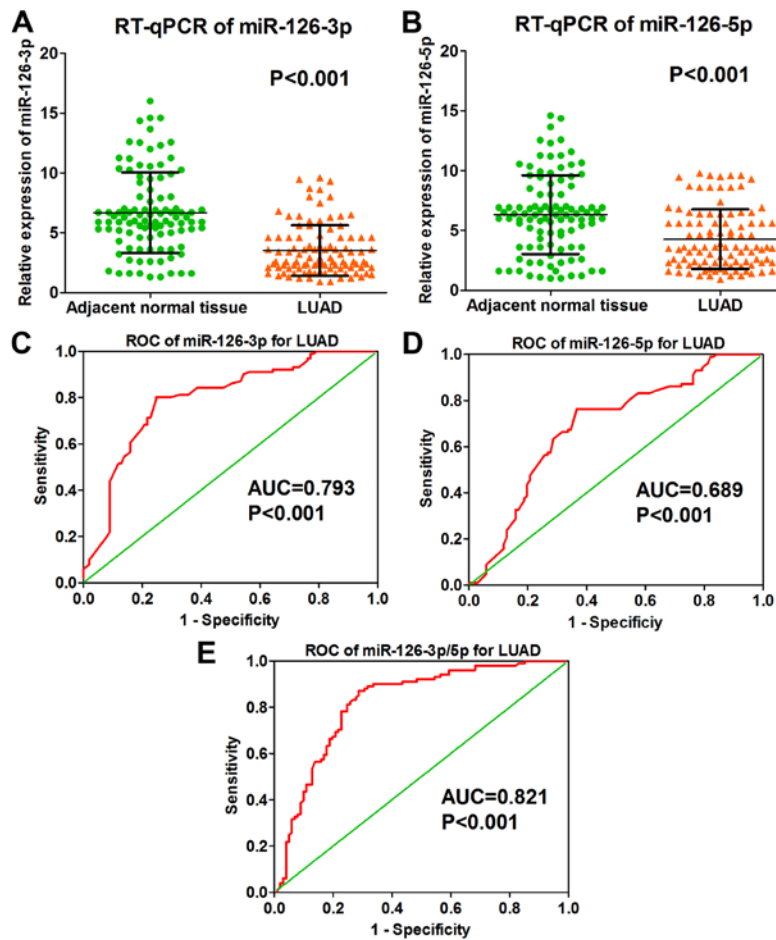 A
RT-qPCR of miR-126-3p
Relative expression of miR-126-3p
20
15
10
5
0
P<0.001
Adjacent normal tissue
LUAD
B
RT-qPCR of miR-126-5p
Relative expression of miR-126-5p
20
15
10
5
0
P<0.001
Adjacent normal tissue
LUAD
C
ROC of miR-126-3p for LUAD
Sensitivity
1.0
0.8
0.6
0.4
0.2
0.0
AUC=0.793
P<0.001
0.0 0.2 0.4 0.6 0.8 1.0
1 - Specificity
D
ROC of miR-126-5p for LUAD
Sensitivity
1.0
0.8
0.6
0.4
0.2
0.0
AUC=0.689
P<0.001
0.0 0.2 0.4 0.6 0.8 1.0
1 - Specificiy
E
ROC of miR-126-3p/5p for LUAD
Sensitivity
1.0
0.8
0.6
0.4
0.2
0.0
AUC=0.821
P<0.001
0.0 0.2 0.4 0.6 0.8 1.0
1 - Specificity